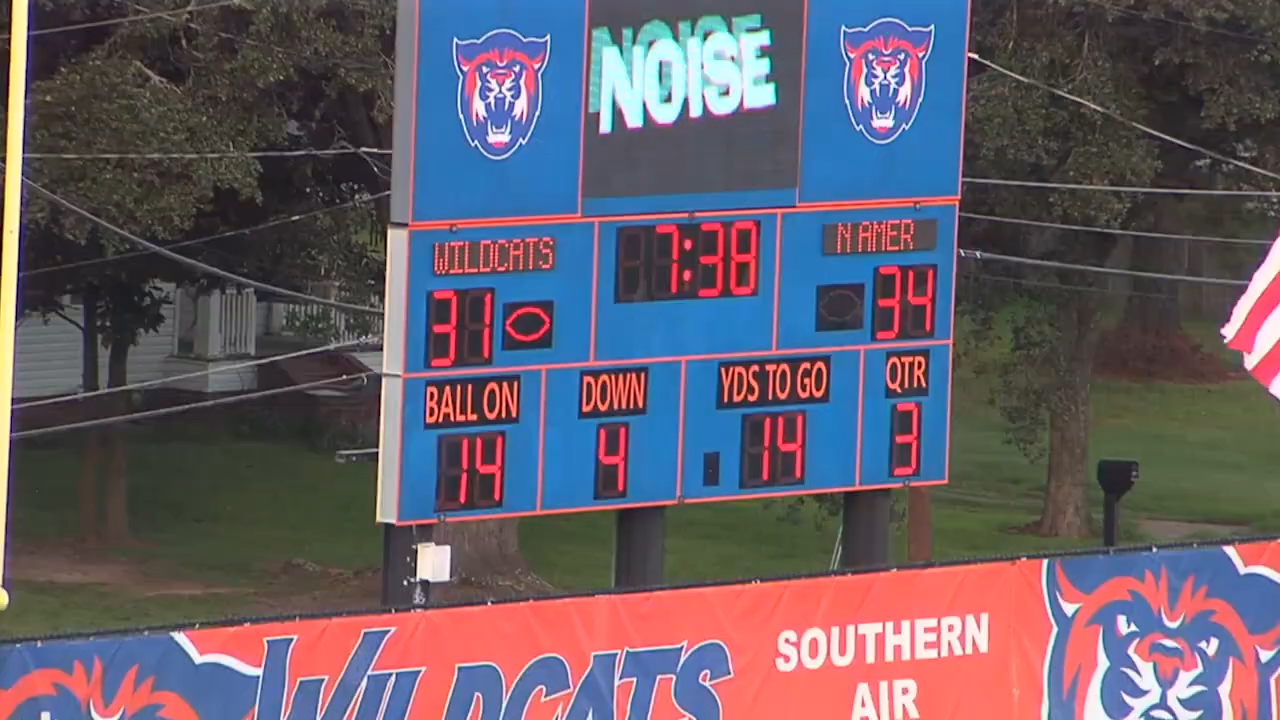 NOISE
WILDCATS 7:38 N AMER
31 34
BALL ON DOWN YDS TO GO QTR
14 4 14 3
WILDCATS
SOUTHERN
AIR